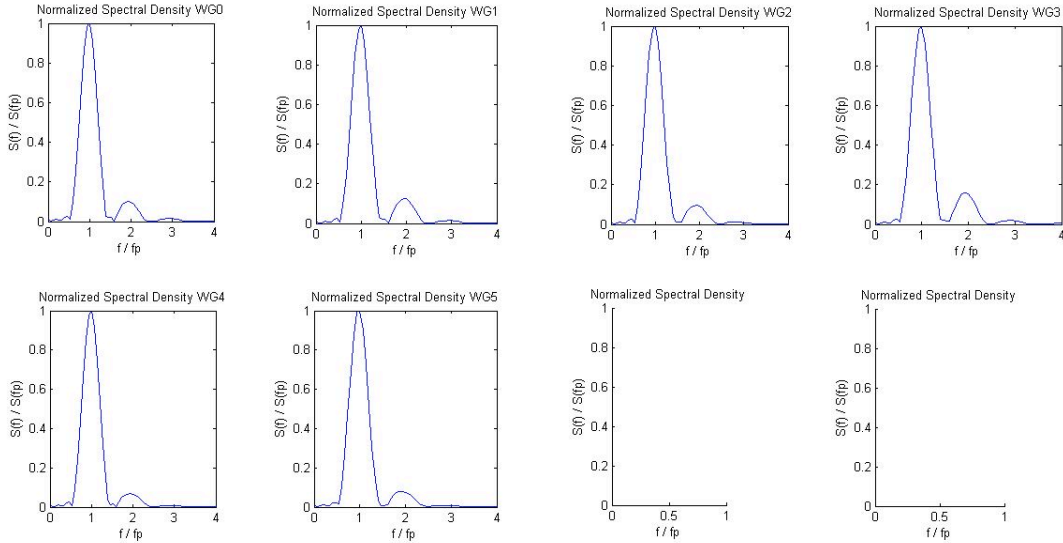 Normalized Spectral Density WG0
1
0.8
0.6
0.4
0.2
0
S(f) / S(fp)
0 1 2 3 4
f / fp
Normalized Spectral Density WG1
1
0.8
0.6
0.4
0.2
0
S(f) / S(fp)
0 1 2 3 4
f / fp
Normalized Spectral Density WG2
1
0.8
0.6
0.4
0.2
0
S(f) / S(fp)
0 1 2 3 4
f / fp
Normalized Spectral Density WG3
1
0.8
0.6
0.4
0.2
0
S(f) / S(fp)
0 1 2 3 4
f / fp
Normalized Spectral Density WG4
1
0.8
0.6
0.4
0.2
0
S(f) / S(fp)
0 1 2 3 4
f / fp
Normalized Spectral Density WG5
1
0.8
0.6
0.4
0.2
0
S(f) / S(fp)
0 1 2 3 4
f / fp
Normalized Spectral Density
1
0.8
0.6
0.4
0.2
0
S(f) / S(fp)
0 0.5 1
f / fp
Normalized Spectral Density
1
0.8
0.6
0.4
0.2
0
S(f) / S(fp)
0 0.5 1
f / fp